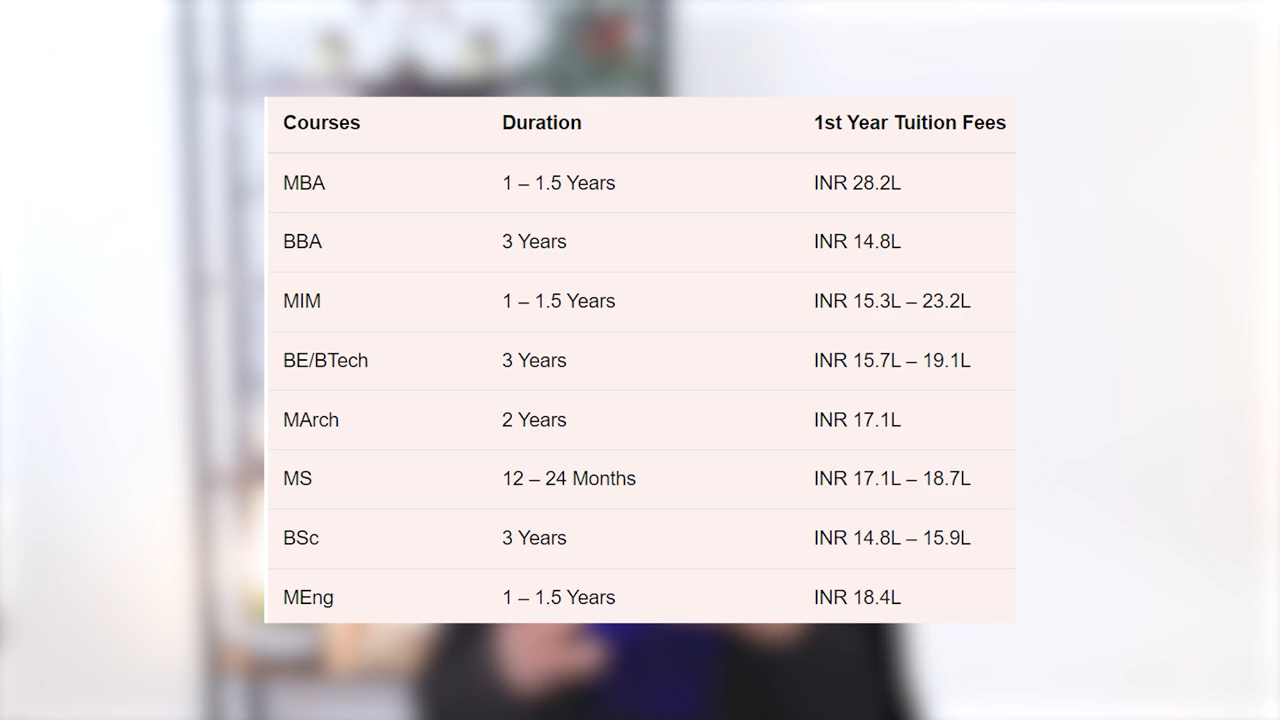 Courses Duration 1st Year Tuition Fees
MBA 1 – 1.5 Years INR 28.2L
BBA 3 Years INR 14.8L
MIM 1 – 1.5 Years INR 15.3L – 23.2L
BE/BTech 3 Years INR 15.7L – 19.1L
MArch 2 Years INR 17.1L
MS 12 – 24 Months INR 17.1L – 18.7L
BSc 3 Years INR 14.8L – 15.9L
MEng 1 – 1.5 Years INR 18.4L